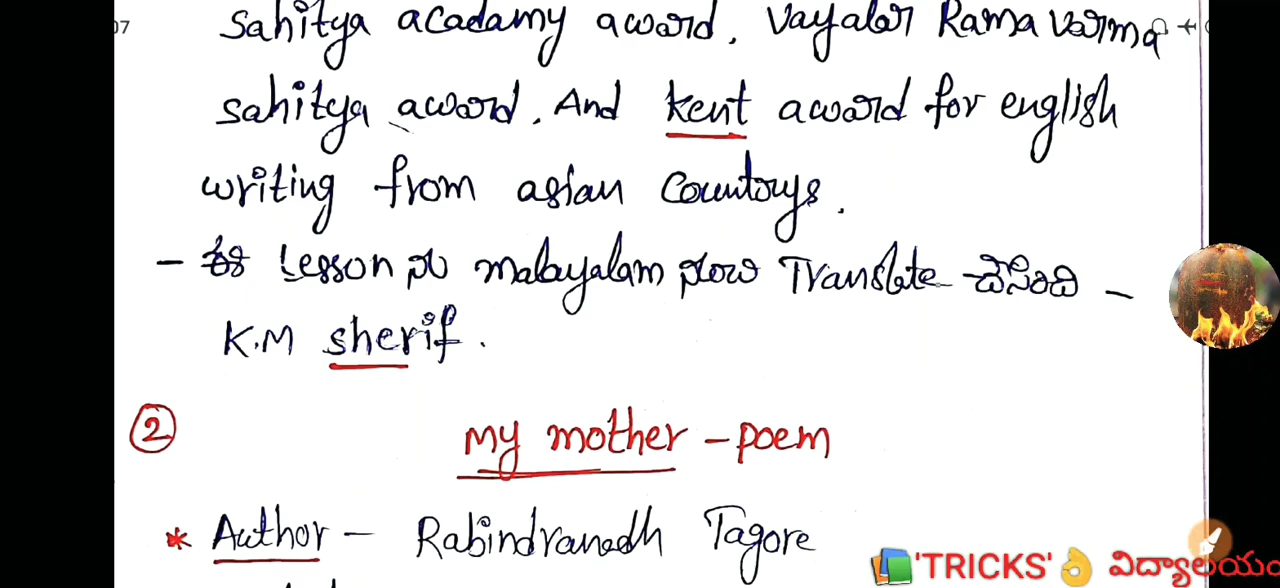 07
Sahitya acadamy award. Vayalar Rama Varma
sahitya award. And kent award for english
writing from asian Countrys.
- ఈ Lesson ను malayalam నుంచి Translate చేసింది -
K.M sherif.
② My mother - poem
* Author - Rabindranadh Tagore
'TRICKS' విద్యాలయం